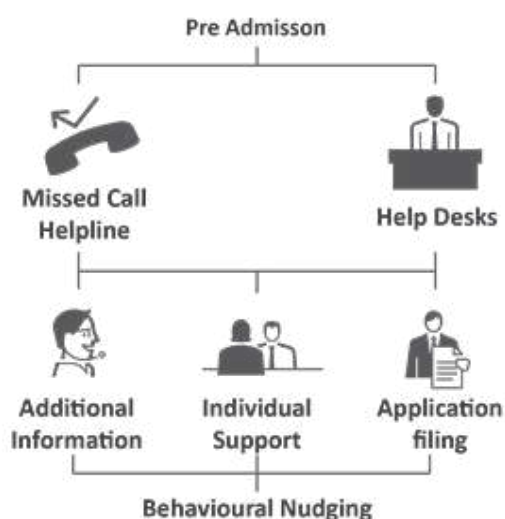 Pre Admisson
Missed Call
Helpline
Help Desks
Additional
Information
Individual
Support
Application
filing
Behavioural Nudging